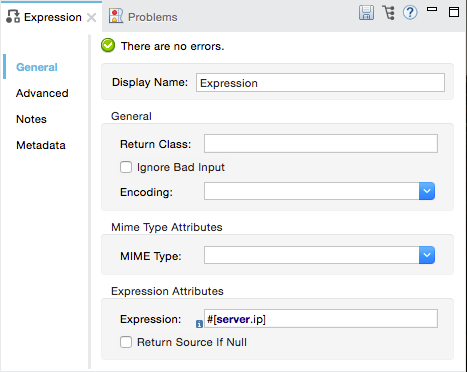 Expression Problems
There are no errors.
General
Advanced
Notes
Metadata
Display Name: Expression
General
Return Class:
Ignore Bad Input
Encoding:
Mime Type Attributes
MIME Type:
Expression Attributes
Expression: #[server.ip]
Return Source If Null